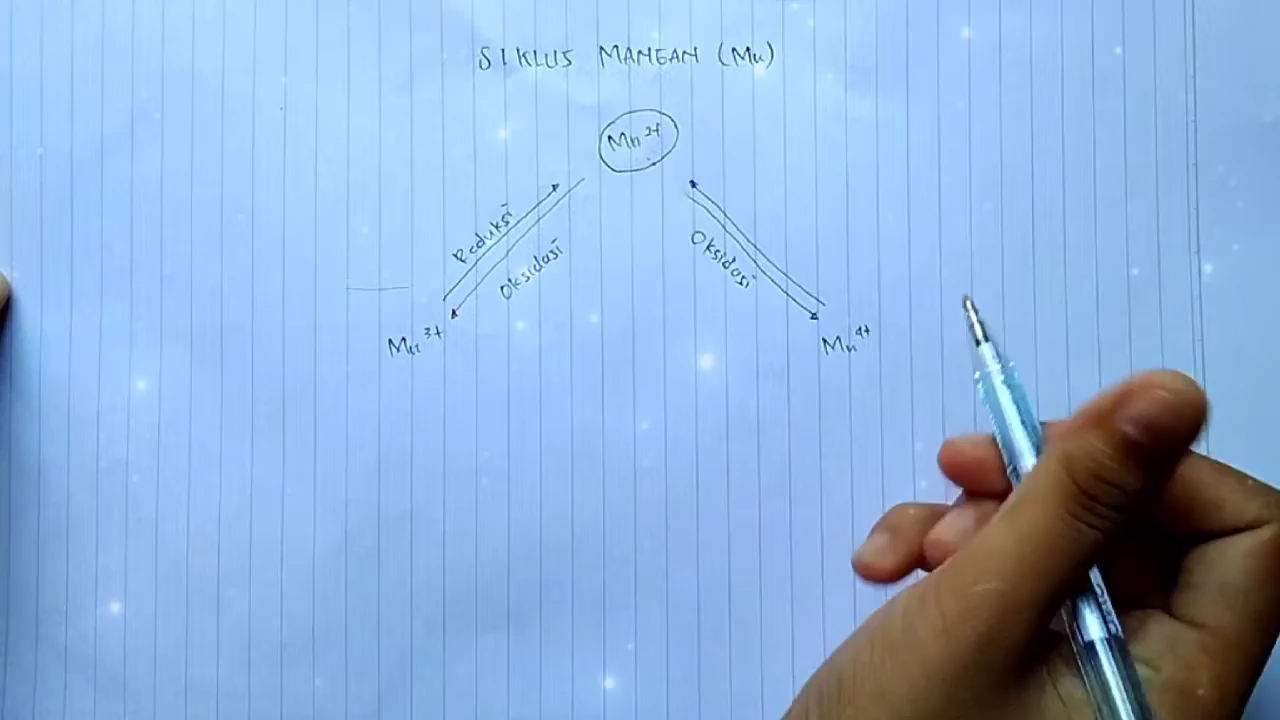 SIKLUS MANGAN (Mn)
Mn²⁺
Reduksi
Oksidasi
Oksidasi
Mn³⁺
Mn⁴⁺